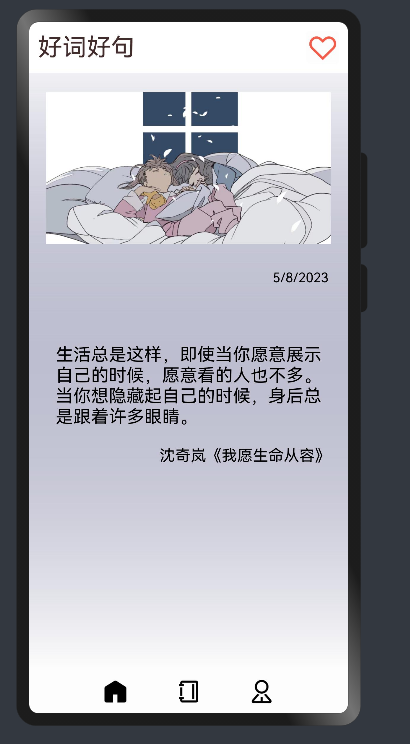 好词好句
5/8/2023
生活总是这样，即使当你愿意展示
自己的时候，愿意看的人也不多。
当你想隐藏起自己的时候，身后总
是跟着许多眼睛。
沈奇岚《我愿生命从容》